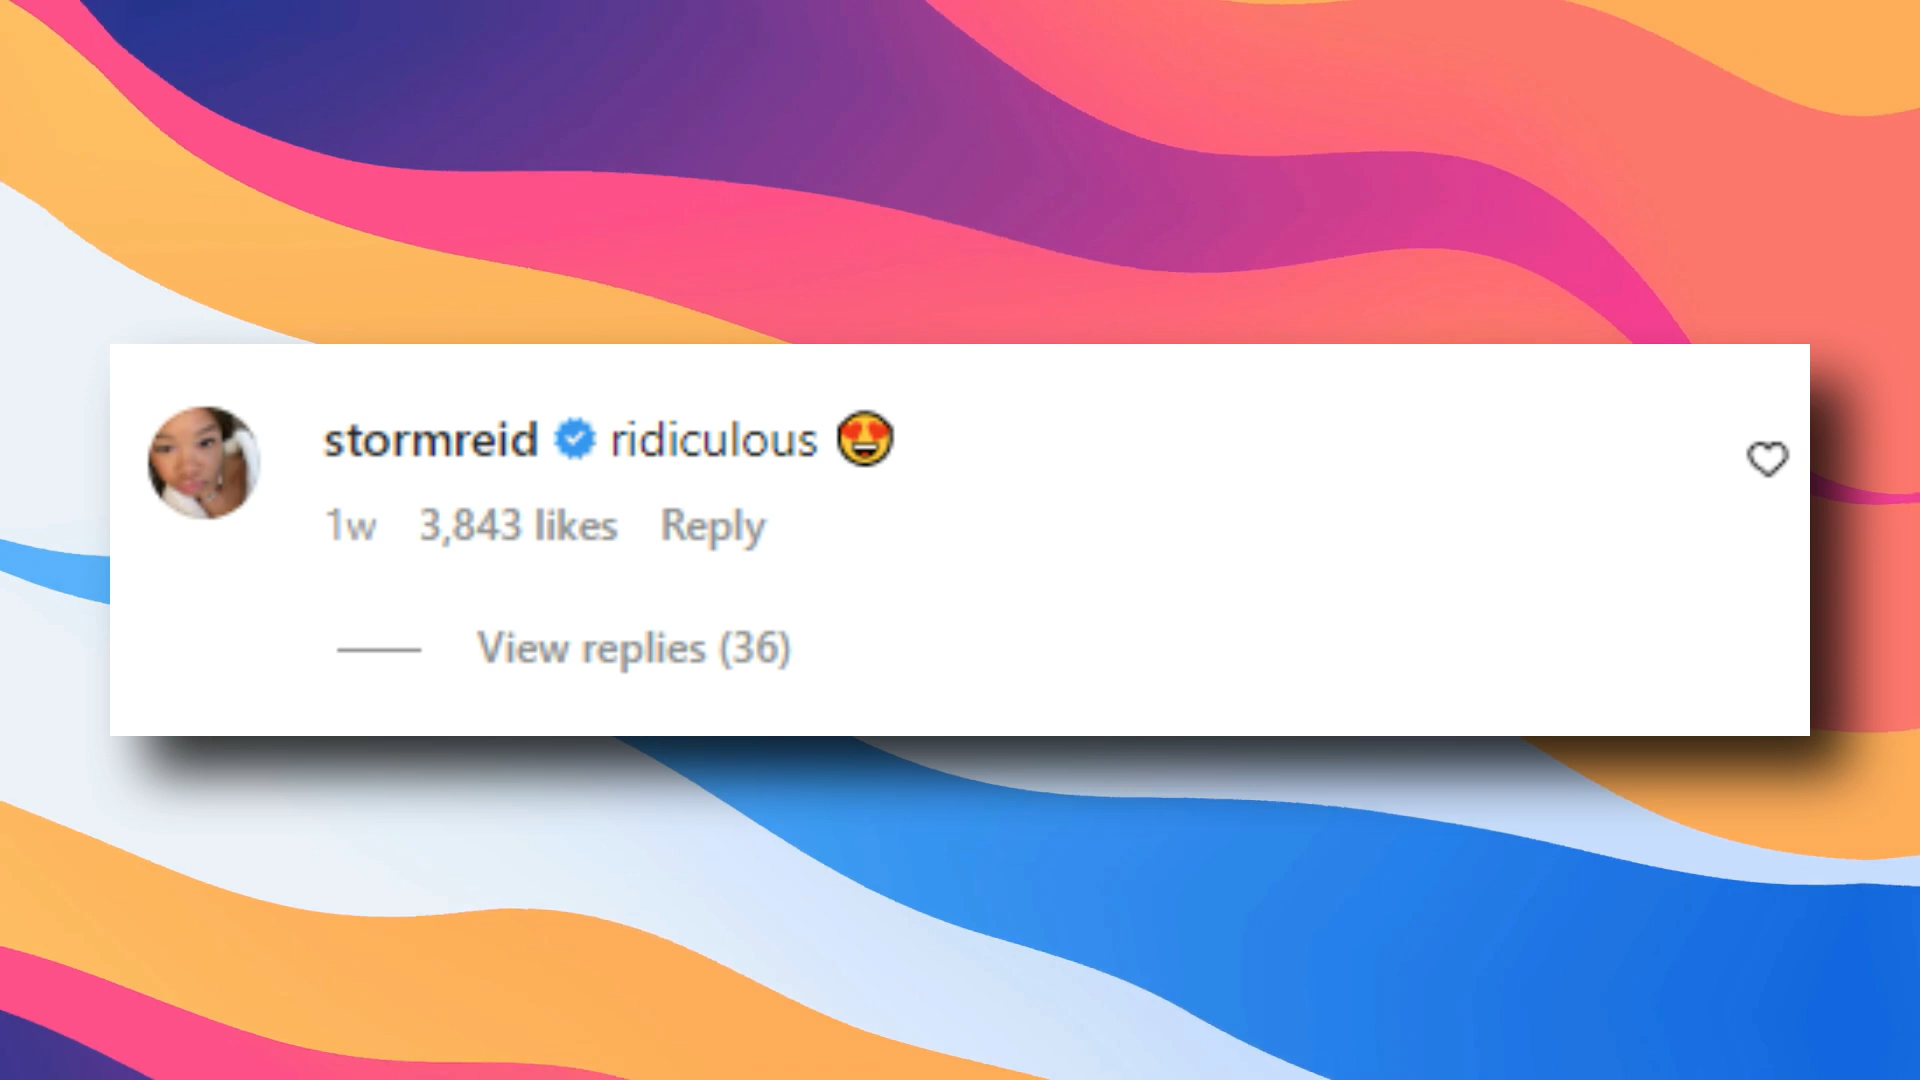 stormreid ridiculous 😍
1w 3,843 likes Reply
View replies (36)